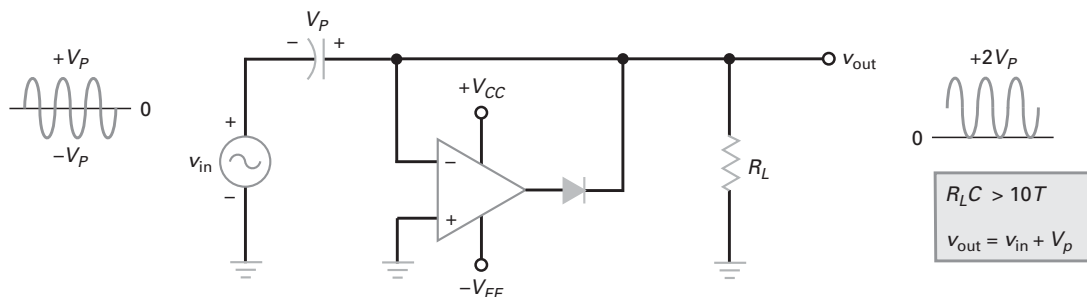 +V_P
0
−V_P
V_P
− +
+
v_in
−
+V_CC
−
+
−V_EE
R_L
v_out
+2V_P
0
R_LC > 10T
v_out = v_in + V_p